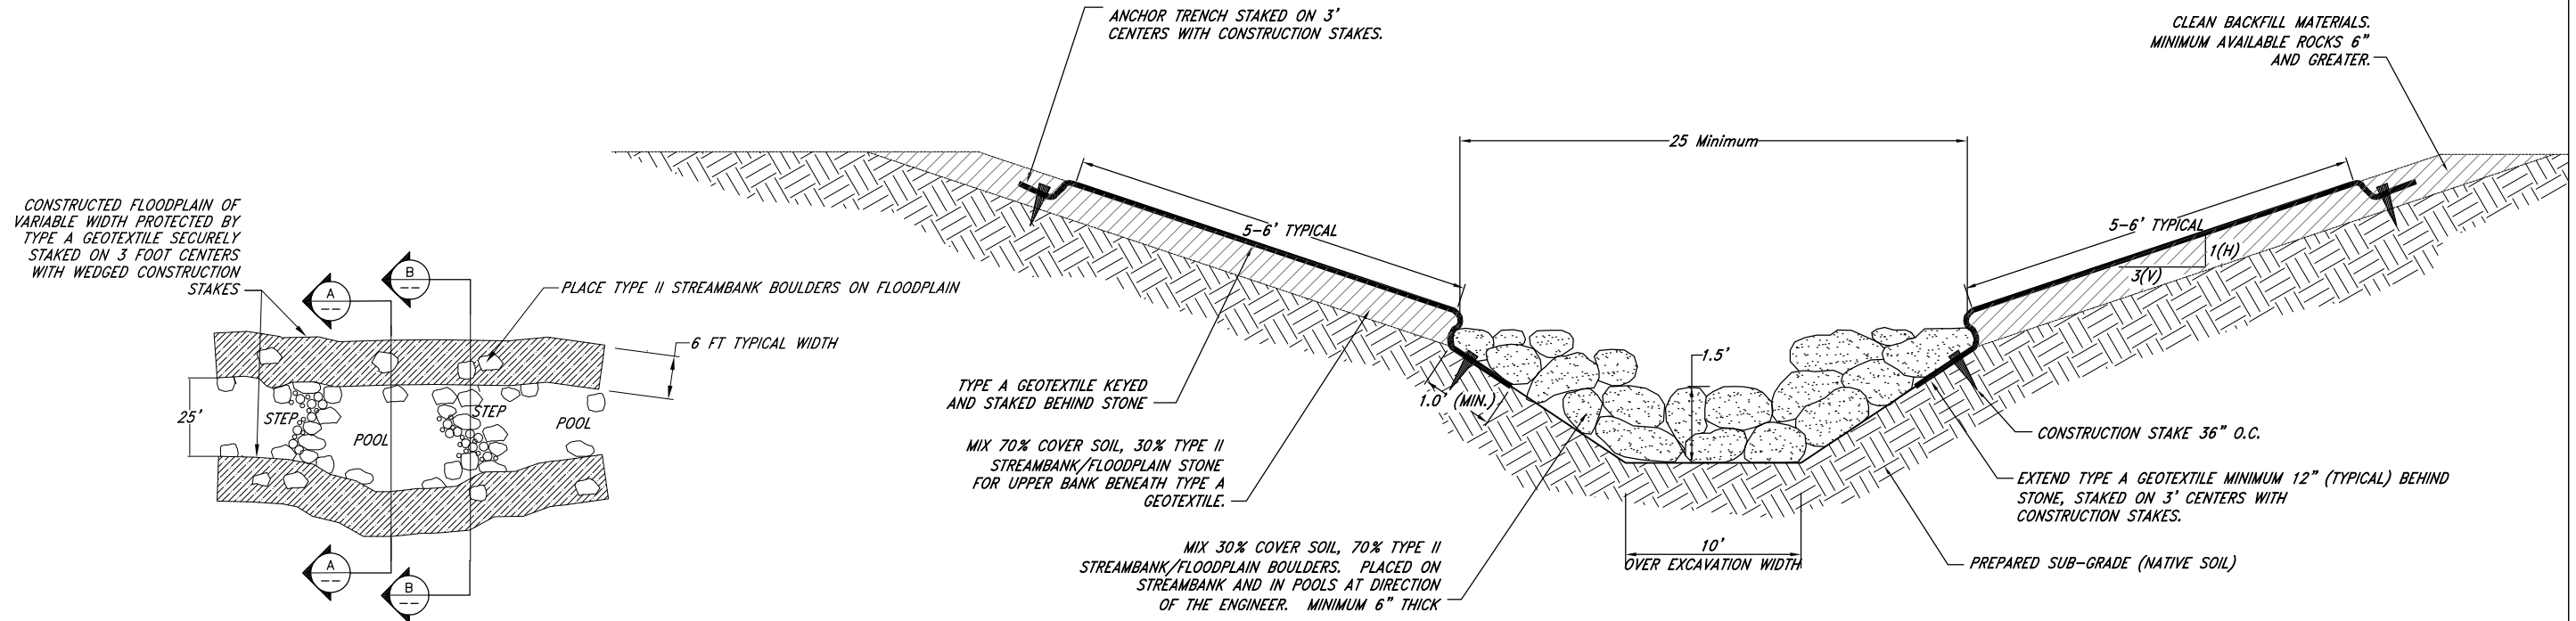 ANCHOR TRENCH STAKED ON 3'
CENTERS WITH CONSTRUCTION STAKES.
CLEAN BACKFILL MATERIALS.
MINIMUM AVAILABLE ROCKS 6"
AND GREATER.
25 Minimum
CONSTRUCTED FLOODPLAIN OF
VARIABLE WIDTH PROTECTED BY
TYPE A GEOTEXTILE SECURELY
STAKED ON 3 FOOT CENTERS
WITH WEDGED CONSTRUCTION
STAKES
A
--
B
--
PLACE TYPE II STREAMBANK BOULDERS ON FLOODPLAIN
6 FT TYPICAL WIDTH
25'
STEP
POOL
STEP
POOL
A
--
B
--
5-6' TYPICAL
5-6' TYPICAL
1(H)
3(V)
1.5'
1.0' (MIN.)
TYPE A GEOTEXTILE KEYED
AND STAKED BEHIND STONE
MIX 70% COVER SOIL, 30% TYPE II
STREAMBANK/FLOODPLAIN STONE
FOR UPPER BANK BENEATH TYPE A
GEOTEXTILE.
MIX 30% COVER SOIL, 70% TYPE II
STREAMBANK/FLOODPLAIN BOULDERS. PLACED ON
STREAMBANK AND IN POOLS AT DIRECTION
OF THE ENGINEER. MINIMUM 6" THICK
10'
OVER EXCAVATION WIDTH
CONSTRUCTION STAKE 36" O.C.
EXTEND TYPE A GEOTEXTILE MINIMUM 12" (TYPICAL) BEHIND
STONE, STAKED ON 3' CENTERS WITH
CONSTRUCTION STAKES.
PREPARED SUB-GRADE (NATIVE SOIL)